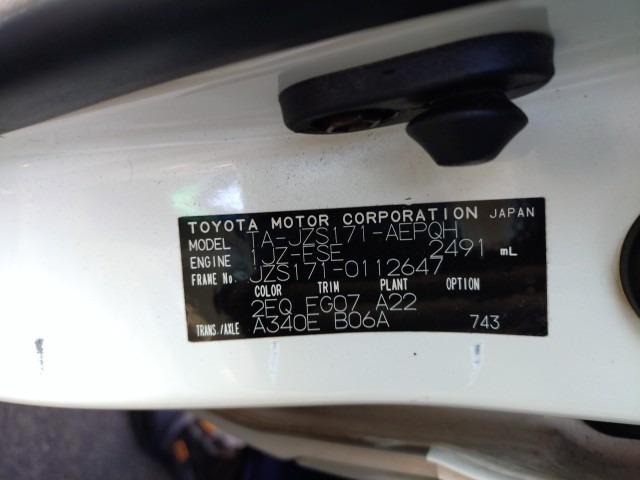 TOYOTA MOTOR CORPORATION JAPAN
MODEL TA-JZS171-AEPQH
ENGINE 1JZ-FSE 2491 mL
FRAME No. JZS171-0112647
COLOR TRIM PLANT OPTION
2EQ FG07 A22
TRANS./AXLE A340E B06A 743